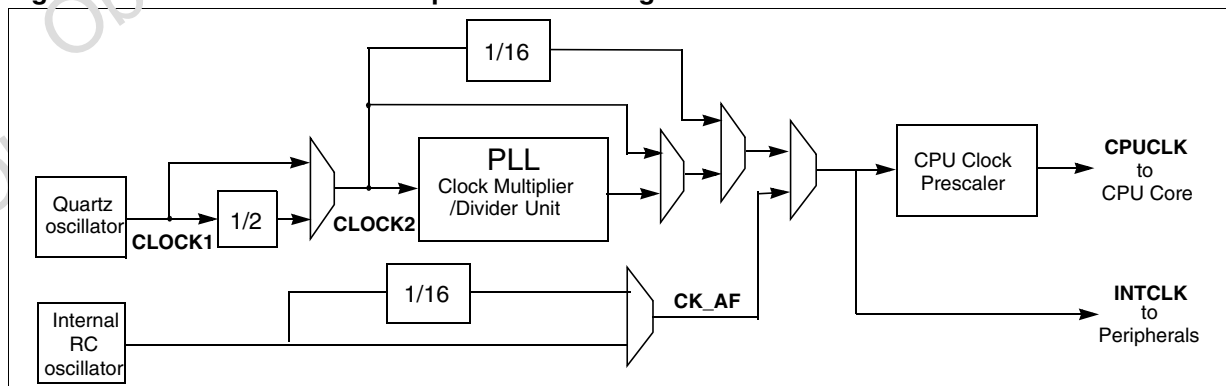 1/16
PLL
Clock Multiplier
/Divider Unit
CPU Clock
Prescaler
CPUCLK
to
CPU Core
Quartz
oscillator
CLOCK1
1/2
CLOCK2
1/16
CK_AF
Internal
RC
oscillator
INTCLK
to
Peripherals